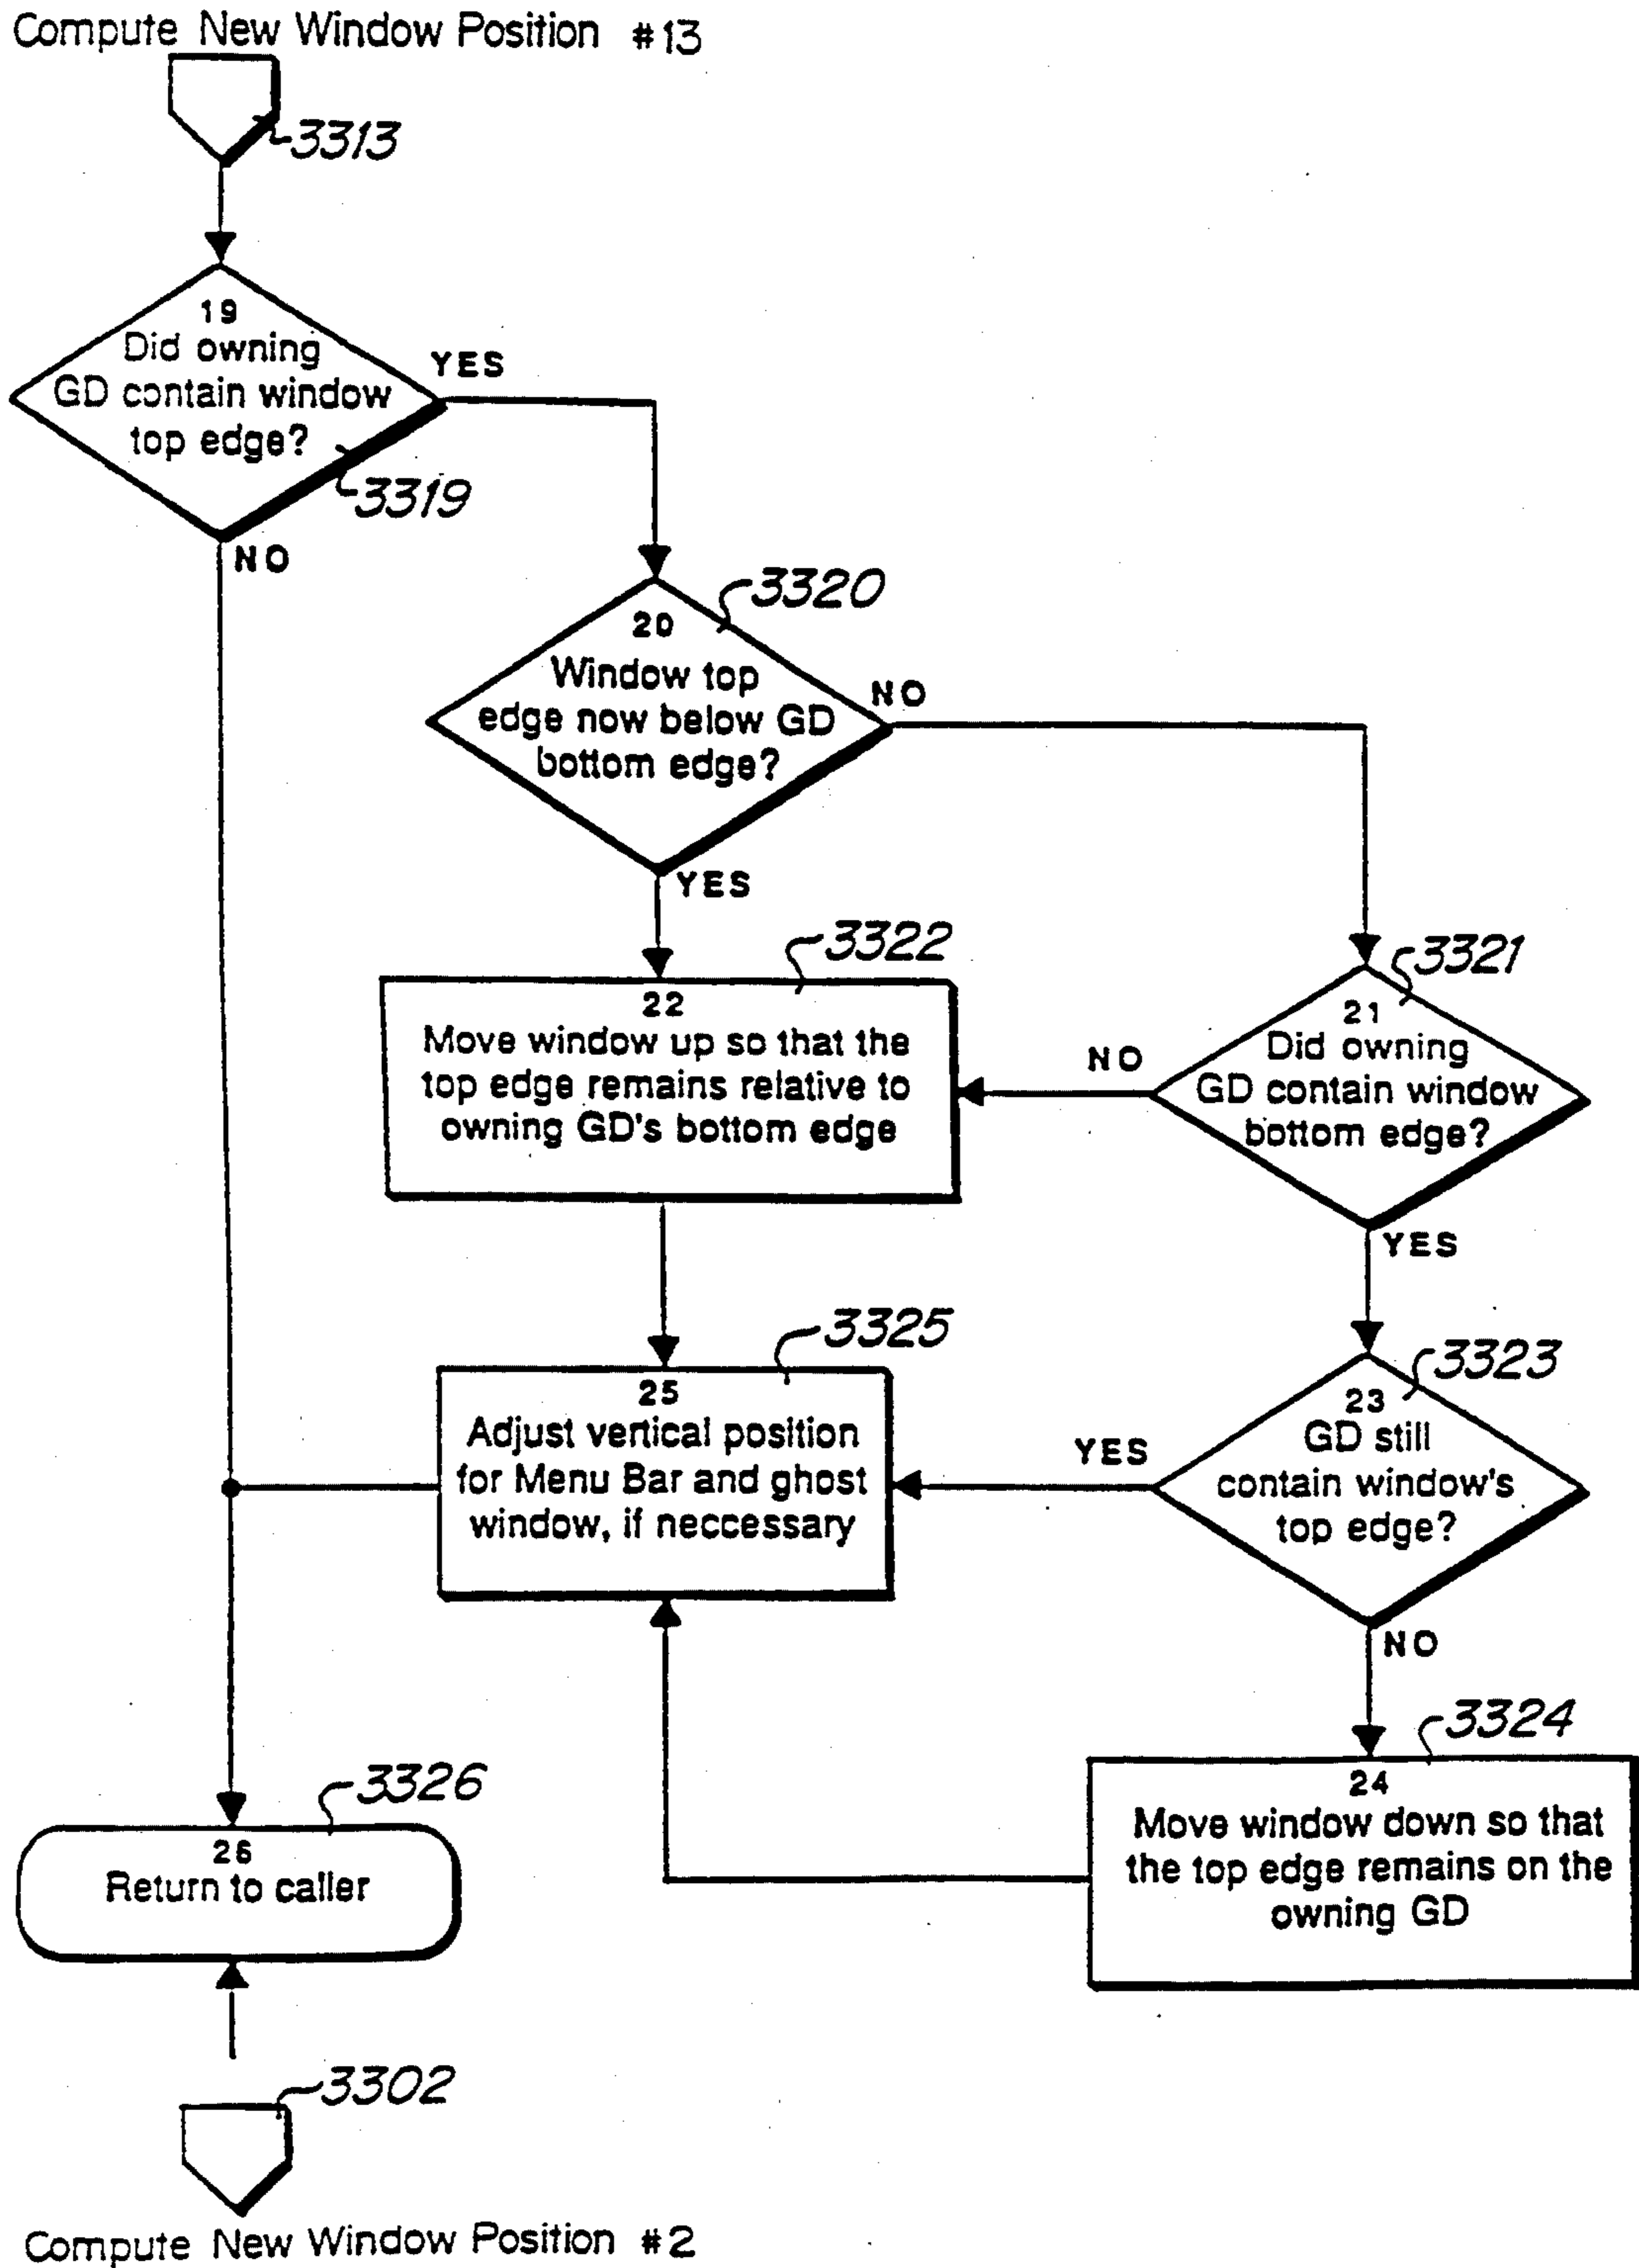 Compute New Window Position #13
3313
19
Did owning
GD contain window
top edge?
YES
3319
NO
3320
20
Window top
edge now below GD
bottom edge?
NO
YES
3322
22
Move window up so that the
top edge remains relative to
owning GD's bottom edge
3321
21
Did owning
GD contain window
bottom edge?
NO
YES
3325
25
Adjust vertical position
for Menu Bar and ghost
window, if neccessary
3323
23
GD still
contain window's
top edge?
YES
NO
3324
24
Move window down so that
the top edge remains on the
owning GD
3326
26
Return to caller
3302
Compute New Window Position #2